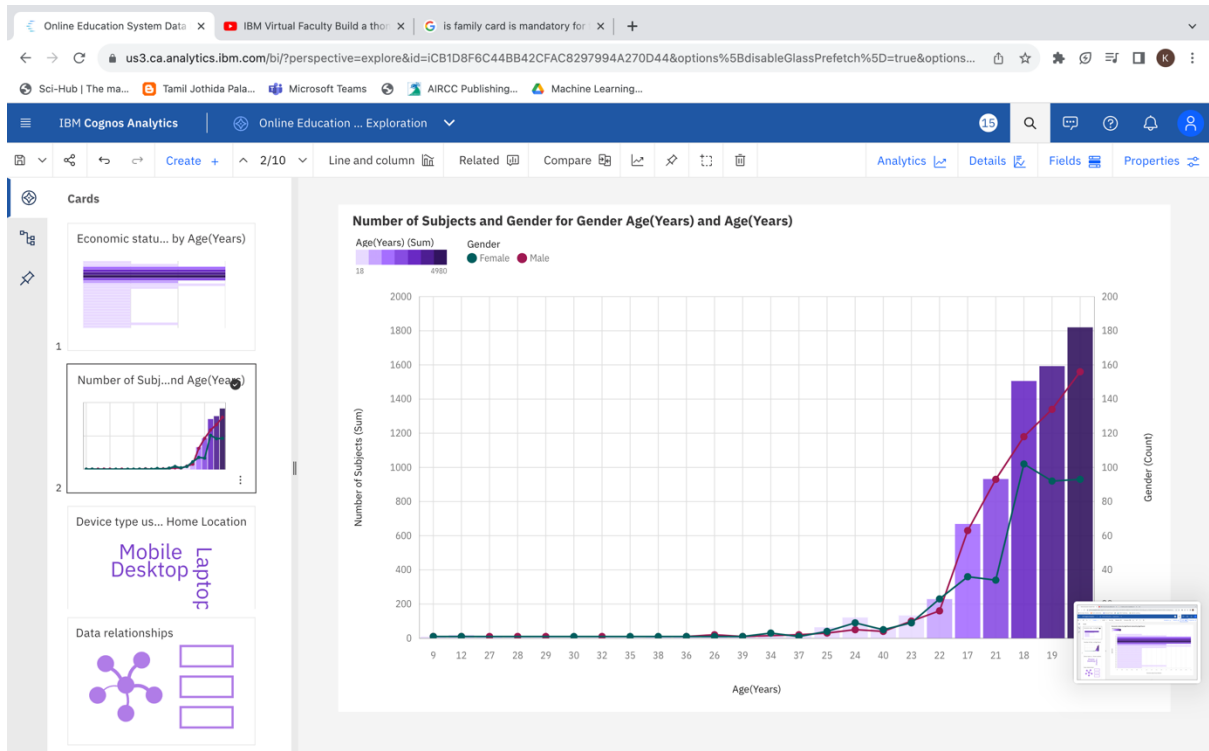 Online Education System Data
IBM Virtual Faculty Build a thor
is family card is mandatory for
us3.ca.analytics.ibm.com/bi/?perspective=explore&id=iCB1D8F6C44BB42CFAC8297994A270D44&options%5BdisableGlassPrefetch%5D=true&options...
K
Sci-Hub | The ma...
Tamil Jothida Pala...
Microsoft Teams
AIRCC Publishing...
Machine Learning...
IBM Cognos Analytics
Online Education ... Exploration
15
Create +
2/10
Line and column
Related
Compare
Analytics
Details
Fields
Properties
Cards
Economic statu... by Age(Years)
1
Number of Subj...nd Age(Years)
2
Device type us... Home Location
Mobile
Desktop
Laptop
Data relationships
Number of Subjects and Gender for Gender Age(Years) and Age(Years)
Age(Years) (Sum)
18 4980
Gender
Female Male
Number of Subjects (Sum)
2000
1800
1600
1400
1200
1000
800
600
400
200
0
200
180
160
140
120
100
80
60
40
Gender (Count)
9 12 27 28 29 30 32 35 38 36 26 39 34 37 25 24 40 23 22 17 21 18 19
Age(Years)